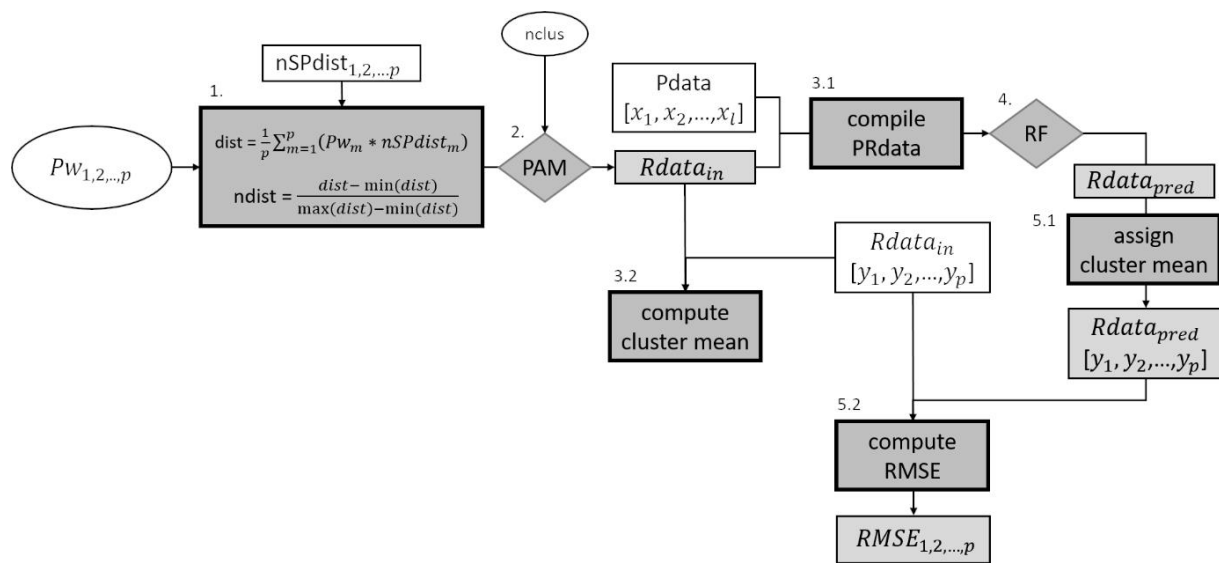 nclus
nSPdist1,2,...p
1.
Pw1,2,..,p
dist = 1/p ∑m=1^p (Pwm * nSPdistm)
ndist = dist− min(dist) / max(dist)−min(dist)
2.
PAM
Pdata
[x1, x2,...,xl]
Rdatain
3.1
compile
PRdata
4.
RF
Rdatapred
5.1
assign
cluster mean
Rdatapred
[y1, y2,...,yp]
Rdatain
[y1, y2,...,yp]
3.2
compute
cluster mean
5.2
compute
RMSE
RMSE1,2,...,p